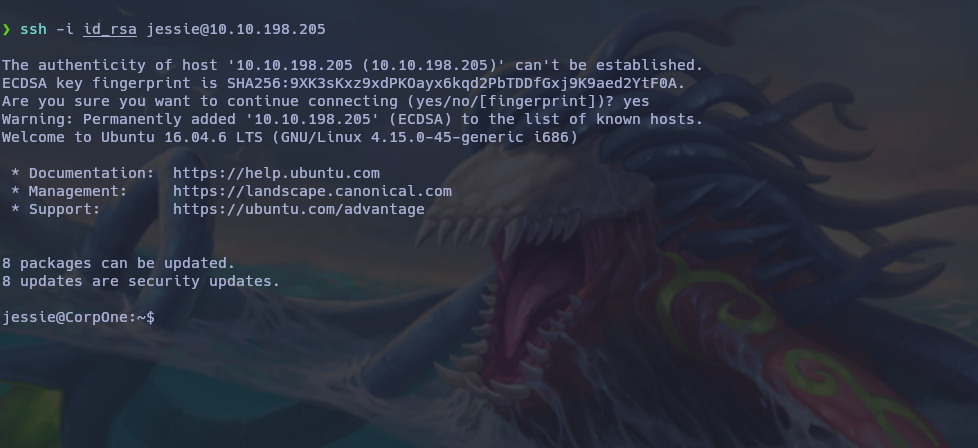 ❯ ssh -i id_rsa jessie@10.10.198.205
The authenticity of host '10.10.198.205 (10.10.198.205)' can't be established.
ECDSA key fingerprint is SHA256:9XK3sKxz9xdPKOayx6kqd2PbTDDfGxj9K9aed2YtF0A.
Are you sure you want to continue connecting (yes/no/[fingerprint])? yes
Warning: Permanently added '10.10.198.205' (ECDSA) to the list of known hosts.
Welcome to Ubuntu 16.04.6 LTS (GNU/Linux 4.15.0-45-generic i686)
* Documentation:  https://help.ubuntu.com
* Management:     https://landscape.canonical.com
* Support:        https://ubuntu.com/advantage
8 packages can be updated.
8 updates are security updates.
jessie@CorpOne:~$